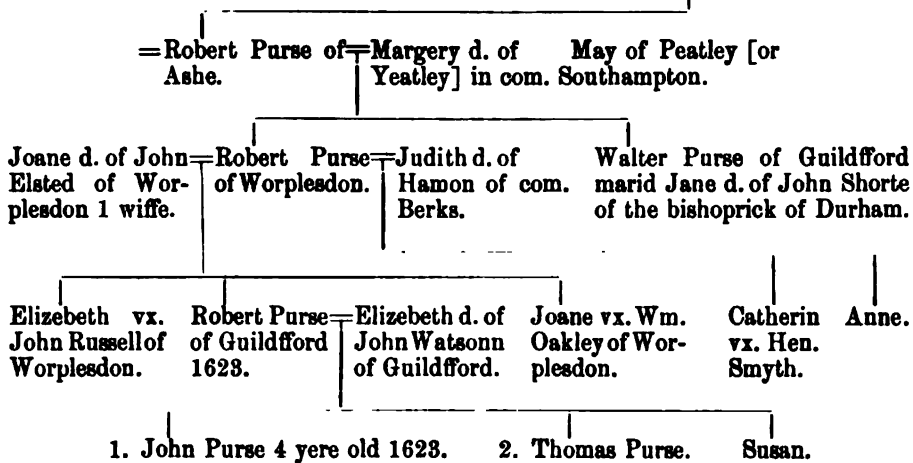 =Robert Purse of=Margery d. of May of Peatley [or
Ashe. Yeatley] in com. Southampton.
Joane d. of John=Robert Purse=Judith d. of Walter Purse of Guildfford
Elsted of Wor- of Worplesdon. Hamon of com. marid Jane d. of John Shorte
plesdon 1 wiffe. Berks. of the bishoprick of Durham.
Elizebeth vx. Robert Purse=Elizebeth d. of Joane vx. Wm. Catherin Anne.
John Russell of of Guildfford John Watsonn Oakley of Wor- vx. Hen.
Worplesdon. 1623. of Guildfford. plesdon. Smyth.
1. John Purse 4 yere old 1623. 2. Thomas Purse. Susan.